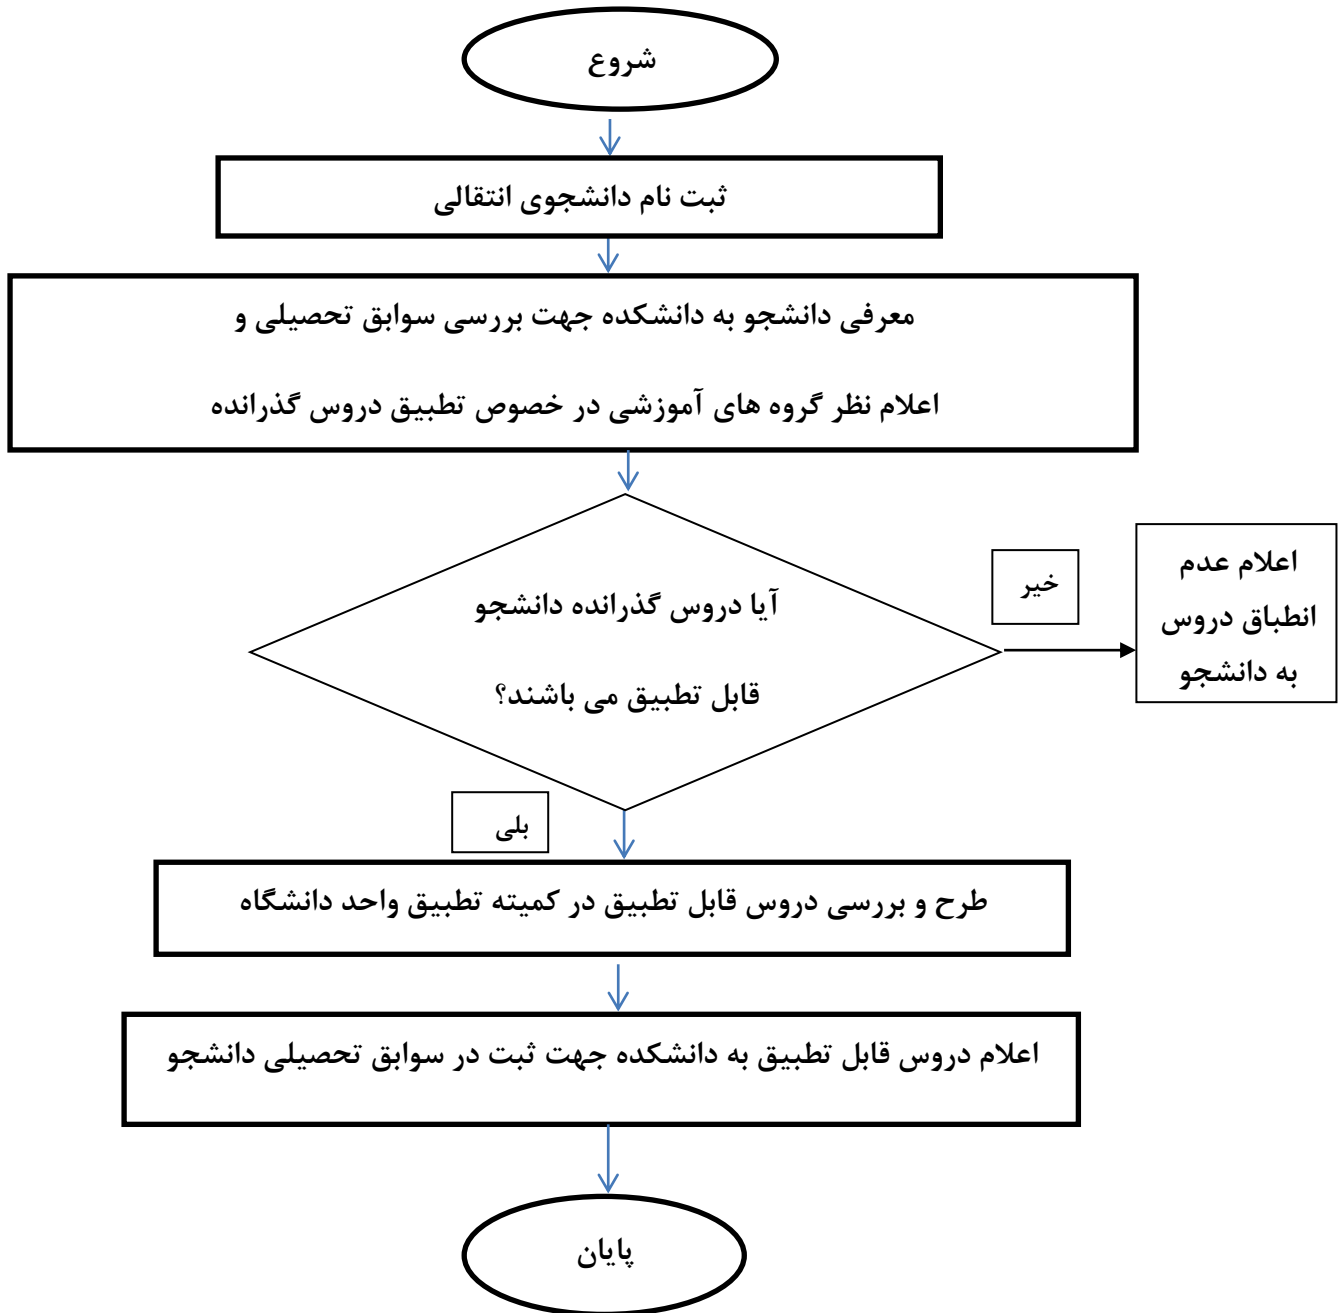 شروع
ثبت نام دانشجوی انتقالی
معرفی دانشجو به دانشکده جهت بررسی سوابق تحصیلی و
اعلام نظر گروه های آموزشی در خصوص تطبیق دروس گذرانده
آیا دروس گذرانده دانشجو
قابل تطبیق می باشند؟
خیر
اعلام عدم
انطباق دروس
به دانشجو
بلی
طرح و بررسی دروس قابل تطبیق در کمیته تطبیق واحد دانشگاه
اعلام دروس قابل تطبیق به دانشکده جهت ثبت در سوابق تحصیلی دانشجو
پایان